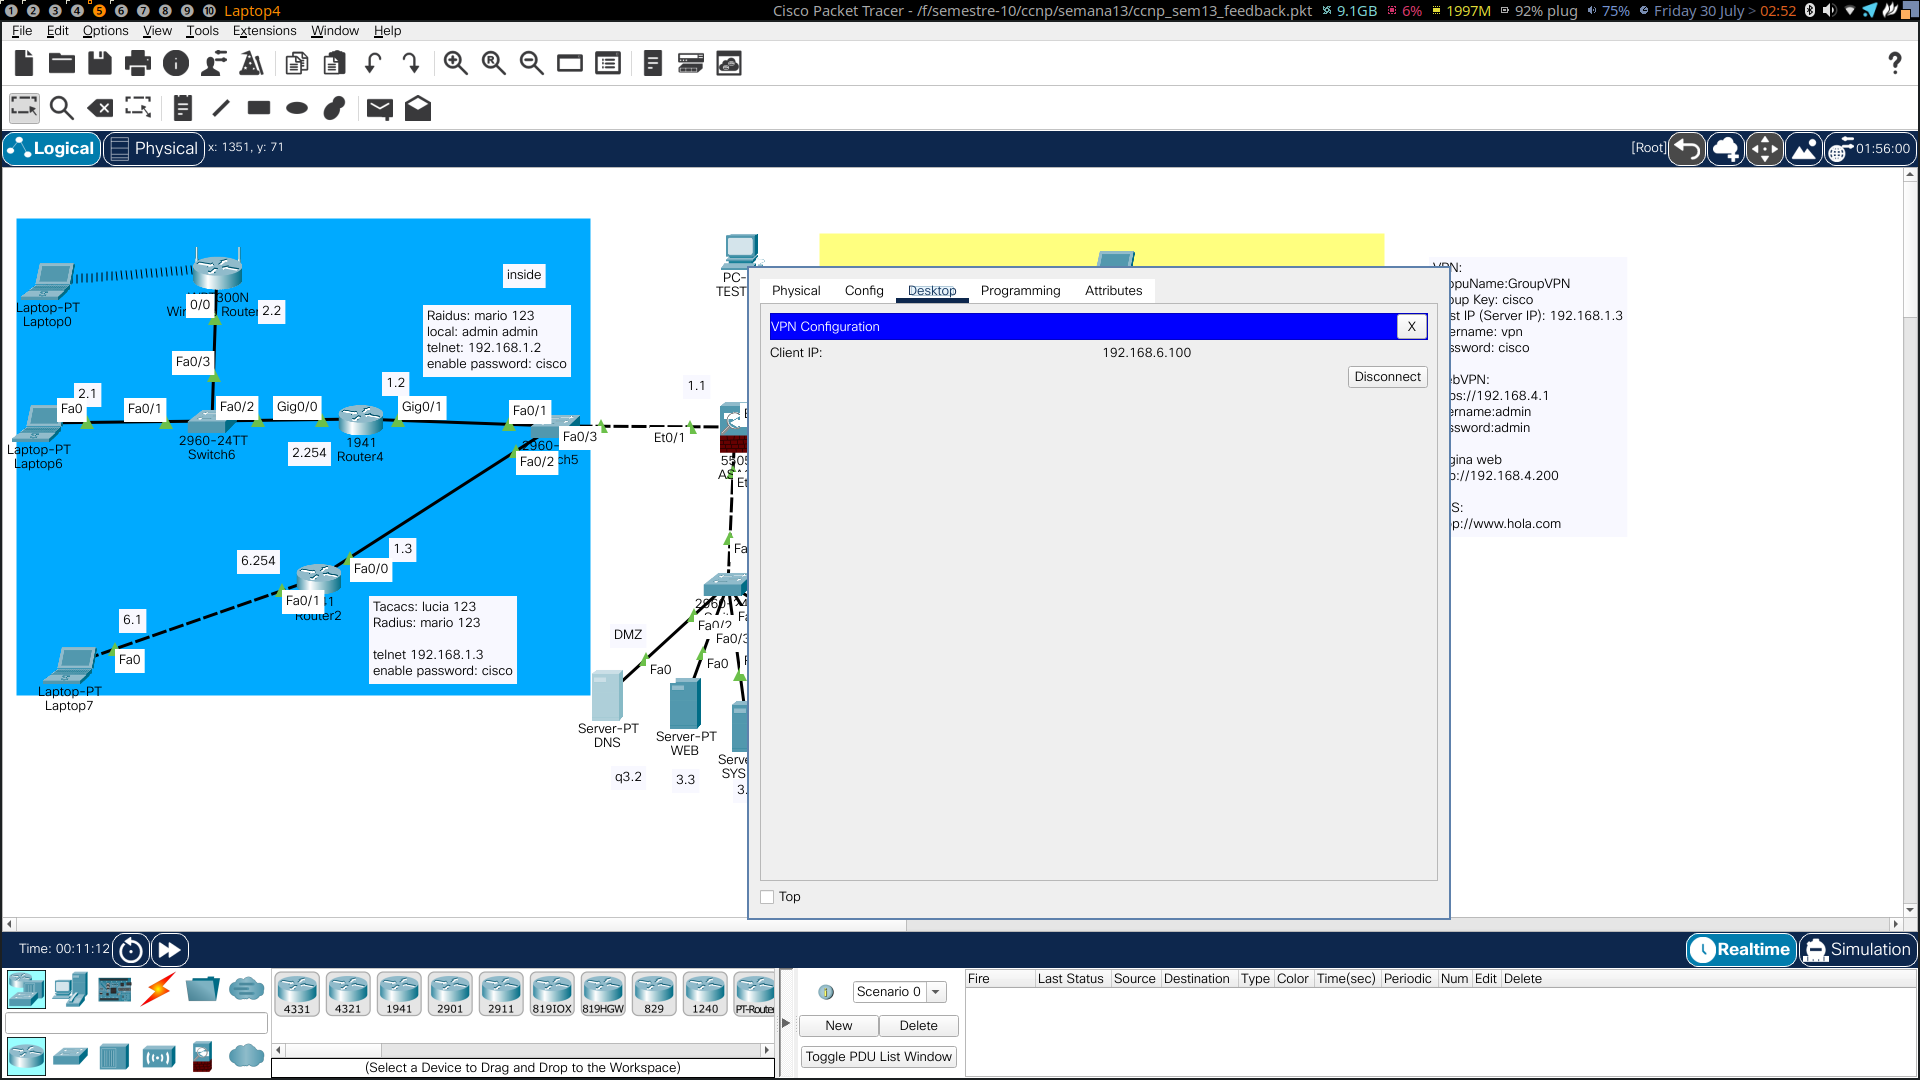 1 2 3 4 5 6 7 8 9 10 Laptop4
Cisco Packet Tracer - /f/semestre-10/ccnp/semana13/ccnp_sem13_feedback.pkt 9.1GB 6% 1997M 92% plug 75% Friday 30 July > 02:52
File Edit Options View Tools Extensions Window Help
Logical Physical x: 1351, y: 71
[Root] 01:56:00
inside
Laptop-PT
Laptop0
300N
Router
0/0
2.2
Raidus: mario 123
local: admin admin
telnet: 192.168.1.2
enable password: cisco
Fa0/3
2.1
Fa0
Fa0/1
Fa0/2
Gig0/0
1.2
Gig0/1
Fa0/1
Fa0/3
Fa0/2
Laptop-PT
Laptop6
2960-24TT
Switch6
2.254
1941
Router4
2960-
ch5
Et0/1
1.1
PC-
TEST
6.254
1.3
Fa0/0
Fa0/1
41
Router2
6.1
Fa0
Laptop-PT
Laptop7
Tacacs: lucia 123
Radius: mario 123
telnet 192.168.1.3
enable password: cisco
5505
AS
Et
Fa
2960-24
Fa0/2
Fa0/3
DMZ
Fa0
Fa0
Server-PT
DNS
q3.2
Server-PT
WEB
3.3
Serve
SYS
3.
Physical Config Desktop Programming Attributes
VPN Configuration X
Client IP: 192.168.6.100
Disconnect
Top
VPN:
opuName:GroupVPN
oup Key: cisco
st IP (Server IP): 192.168.1.3
ername: vpn
ssword: cisco
ebVPN:
ps://192.168.4.1
ername:admin
ssword:admin
gina web
p://192.168.4.200
S:
p://www.hola.com
Time: 00:11:12
Realtime Simulation
4331 4321 1941 2901 2911 819IOX 819HGW 829 1240 PT-Router
(Select a Device to Drag and Drop to the Workspace)
Scenario 0
New Delete
Toggle PDU List Window
Fire Last Status Source Destination Type Color Time(sec) Periodic Num Edit Delete